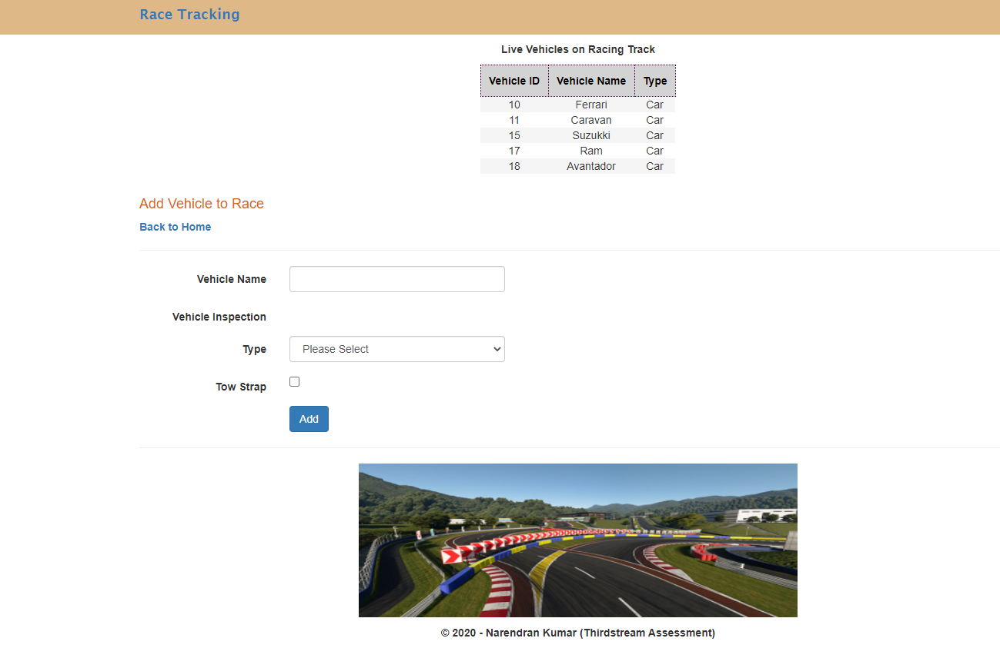 Race Tracking
Live Vehicles on Racing Track
Vehicle ID Vehicle Name Type
10 Ferrari Car
11 Caravan Car
15 Suzukki Car
17 Ram Car
18 Avantador Car
Add Vehicle to Race
Back to Home
Vehicle Name
Vehicle Inspection
Type Please Select
Tow Strap
Add
© 2020 - Narendran Kumar (Thirdstream Assessment)